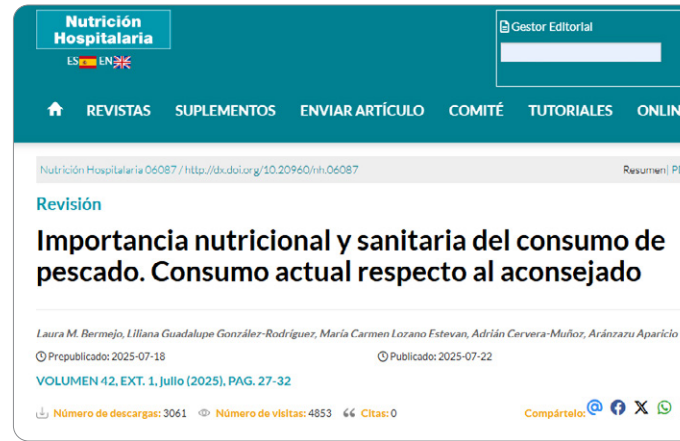 Nutrición
Hospitalaria
ES EN
Gestor Editorial
REVISTAS SUPLEMENTOS ENVIAR ARTÍCULO COMITÉ TUTORIALES ONLIN
Nutrición Hospitalaria 06087 / http://dx.doi.org/10.20960/nh.06087 Resumen|
Revisión
Importancia nutricional y sanitaria del consumo de
pescado. Consumo actual respecto al aconsejado
Laura M. Bermejo, Liliana Guadalupe González-Rodríguez, María Carmen Lozano Estevan, Adrián Cervera-Muñoz, Aránzazu Aparicio
Prepublicado: 2025-07-18 Publicado: 2025-07-22
VOLUMEN 42, EXT. 1, Julio (2025), PAG. 27-32
Número de descargas: 3061 Número de visitas: 4853 Citas: 0 Compártelo: